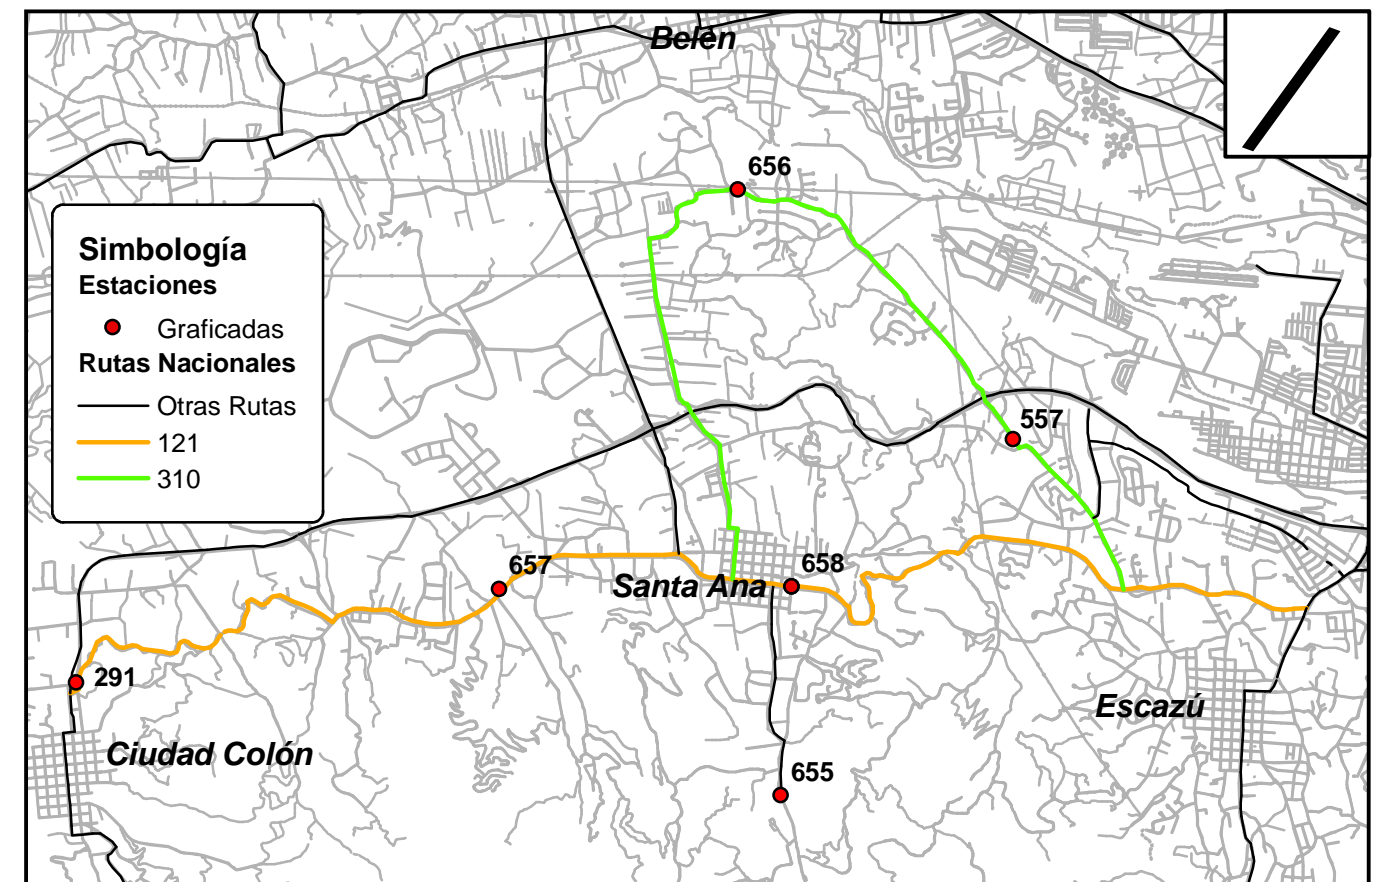 Belén
656
Simbología
Estaciones
Graficadas
Rutas Nacionales
Otras Rutas
121
310
557
657
658
Santa Ana
291
Escazú
Ciudad Colón
655